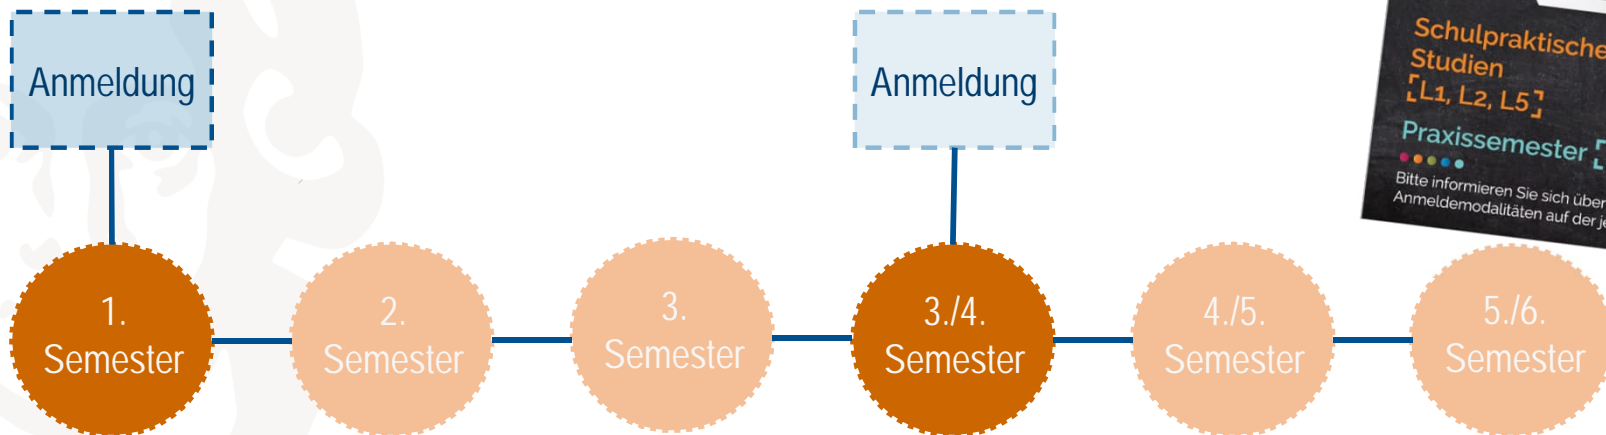 Anmeldung
Anmeldung
Schulpraktische
Studien
[L1, L2, L5]
Praxissemester [
Bitte informieren Sie sich über
Anmeldemodalitäten auf der
1.
Semester
2.
Semester
3.
Semester
3./4.
Semester
4./5.
Semester
5./6.
Semester